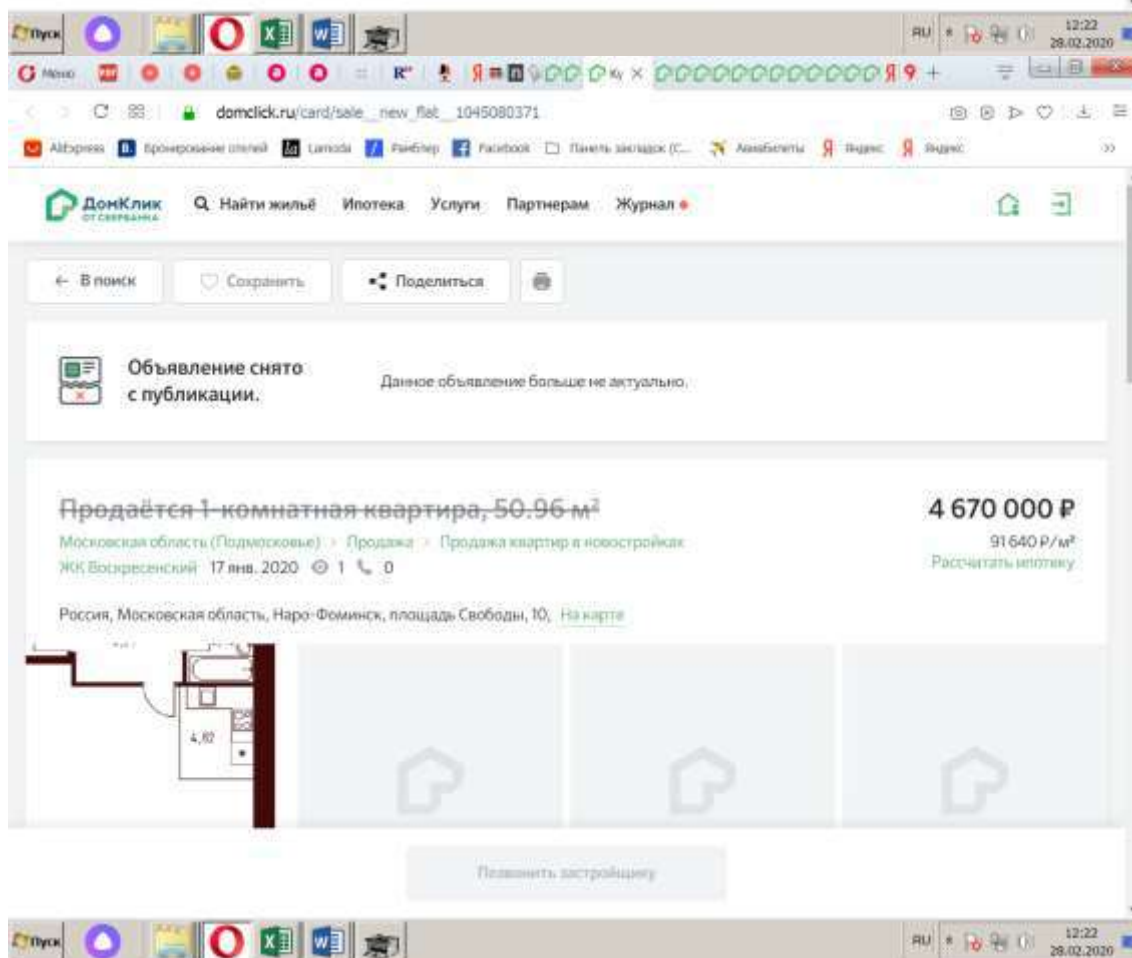 Пуск
RU
12:22
28.02.2020
Меню
domclick.ru/card/sale__new_flat__1045080371
AliExpress
Бронирование отелей
Lamoda
Рамблер
Facebook
Панель закладок (С...
Авиабилеты
Яндекс
Яндекс
ДомКлик
ОТ СБЕРБАНКА
Найти жильё Ипотека Услуги Партнерам Журнал
← В поиск
Сохранить
Поделиться
Объявление снято
с публикации.
Данное объявление больше не актуально.
Продаётся 1-комнатная квартира, 50.96 м²
4 670 000 ₽
Московская область (Подмосковье) > Продажа > Продажа квартир в новостройках
91 640 ₽/м²
ЖК Воскресенский 17 янв. 2020 1 0
Рассчитать ипотеку
Россия, Московская область, Наро-Фоминск, площадь Свободы, 10, На карте
4,82
Позвонить застройщику
Пуск
RU
12:22
28.02.2020